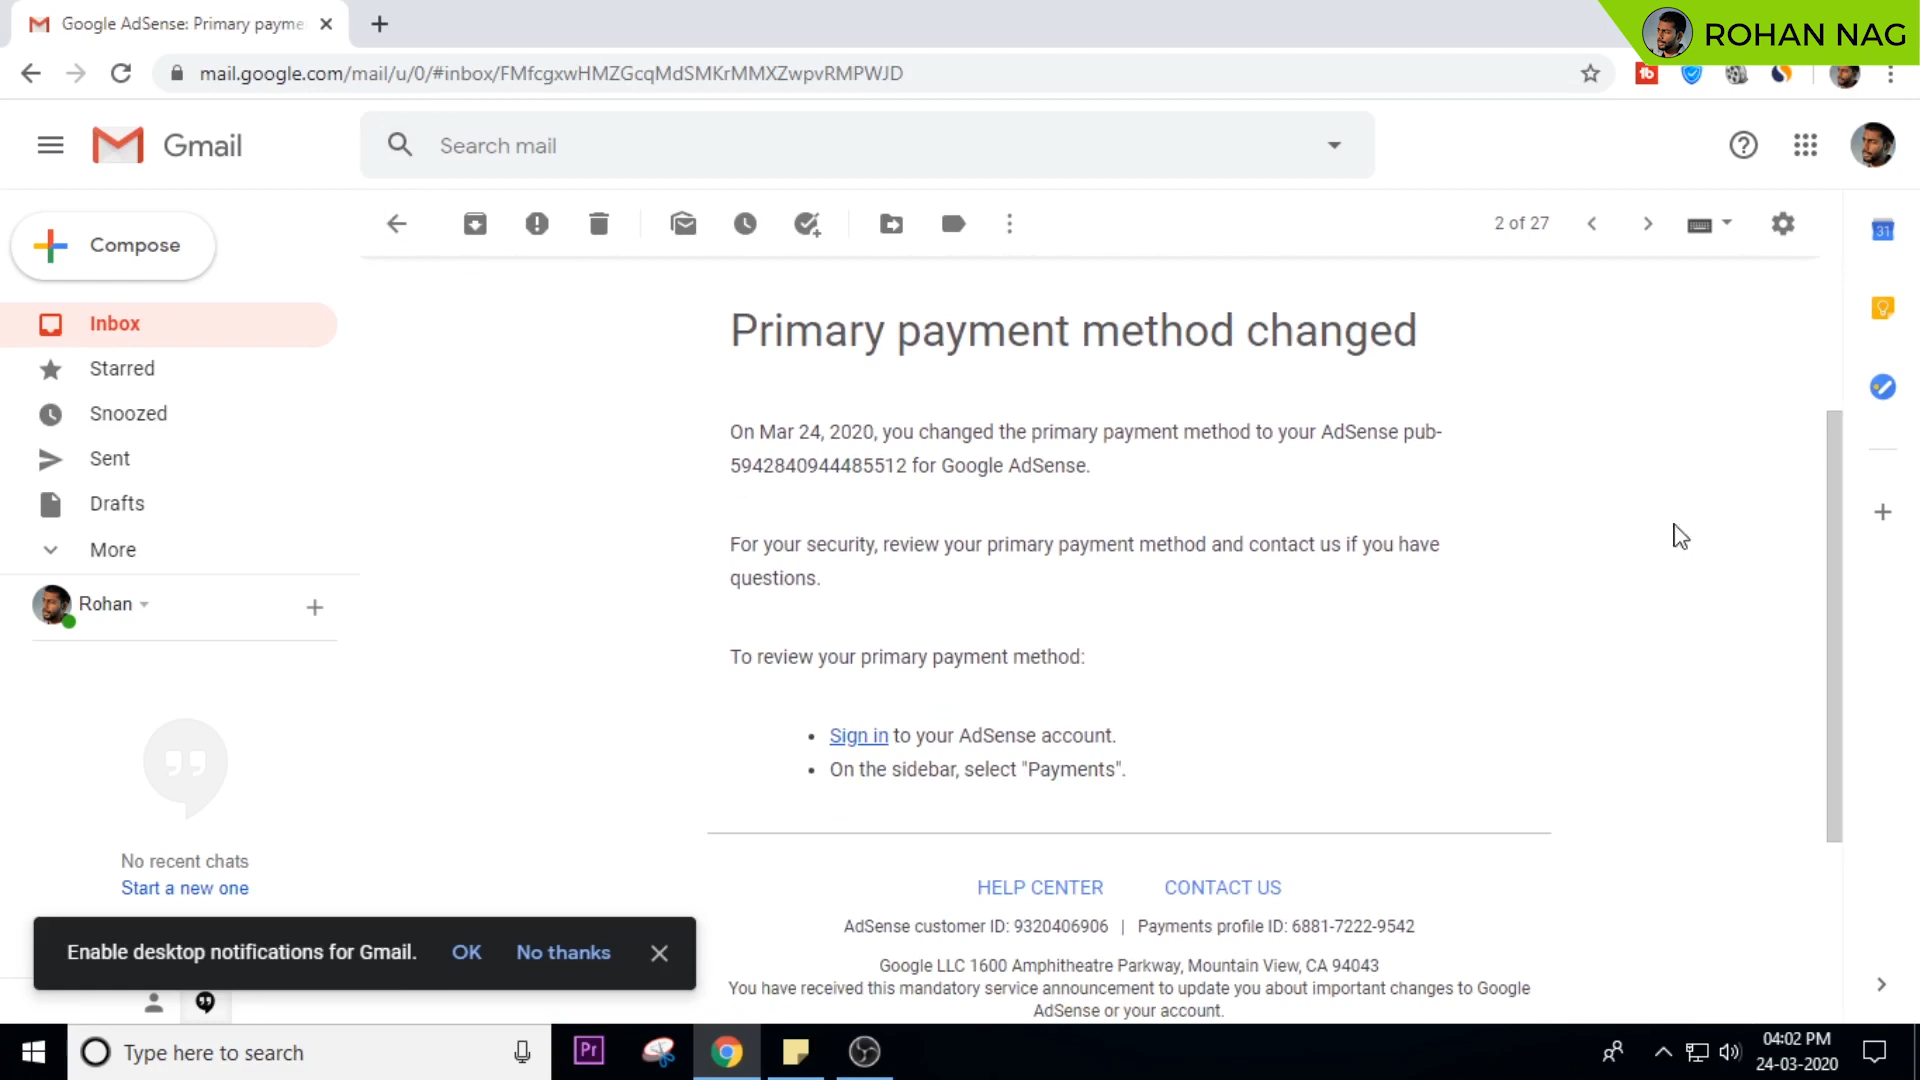 Google AdSense: Primary payme
ROHAN NAG
mail.google.com/mail/u/0/#inbox/FMfcgxwHMZGcqMdSMKrMMXZwpvRMPWJD
Gmail
Search mail
Compose
2 of 27
31
Inbox
Starred
Snoozed
Sent
Drafts
More
Rohan
No recent chats
Start a new one
Primary payment method changed
On Mar 24, 2020, you changed the primary payment method to your AdSense pub-
5942840944485512 for Google AdSense.
For your security, review your primary payment method and contact us if you have
questions.
To review your primary payment method:
• Sign in to your AdSense account.
• On the sidebar, select "Payments".
HELP CENTER CONTACT US
AdSense customer ID: 9320406906 | Payments profile ID: 6881-7222-9542
Google LLC 1600 Amphitheatre Parkway, Mountain View, CA 94043
You have received this mandatory service announcement to update you about important changes to Google
AdSense or your account.
Enable desktop notifications for Gmail. OK No thanks
Type here to search
Pr
04:02 PM
24-03-2020